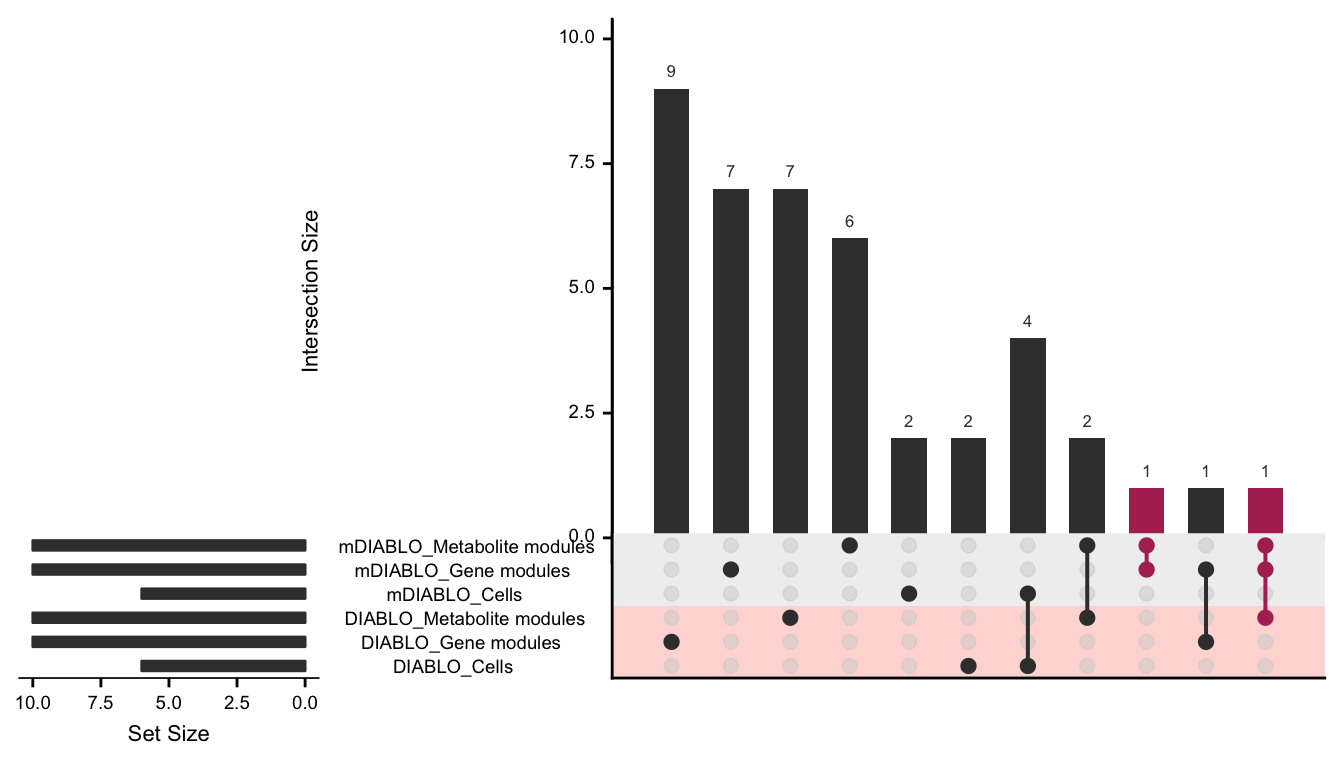 10.0
7.5
5.0
2.5
0.0
Intersection Size
9
7
7
6
2
2
4
2
1
1
1
mDIABLO_Metabolite modules
mDIABLO_Gene modules
mDIABLO_Cells
DIABLO_Metabolite modules
DIABLO_Gene modules
DIABLO_Cells
10.0 7.5 5.0 2.5 0.0
Set Size